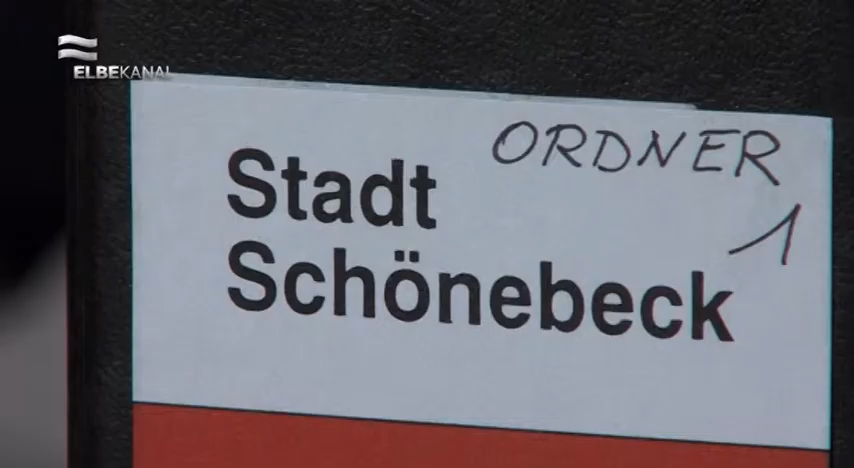 ELBEKANAL
ORDNER
1
Stadt
Schönebeck